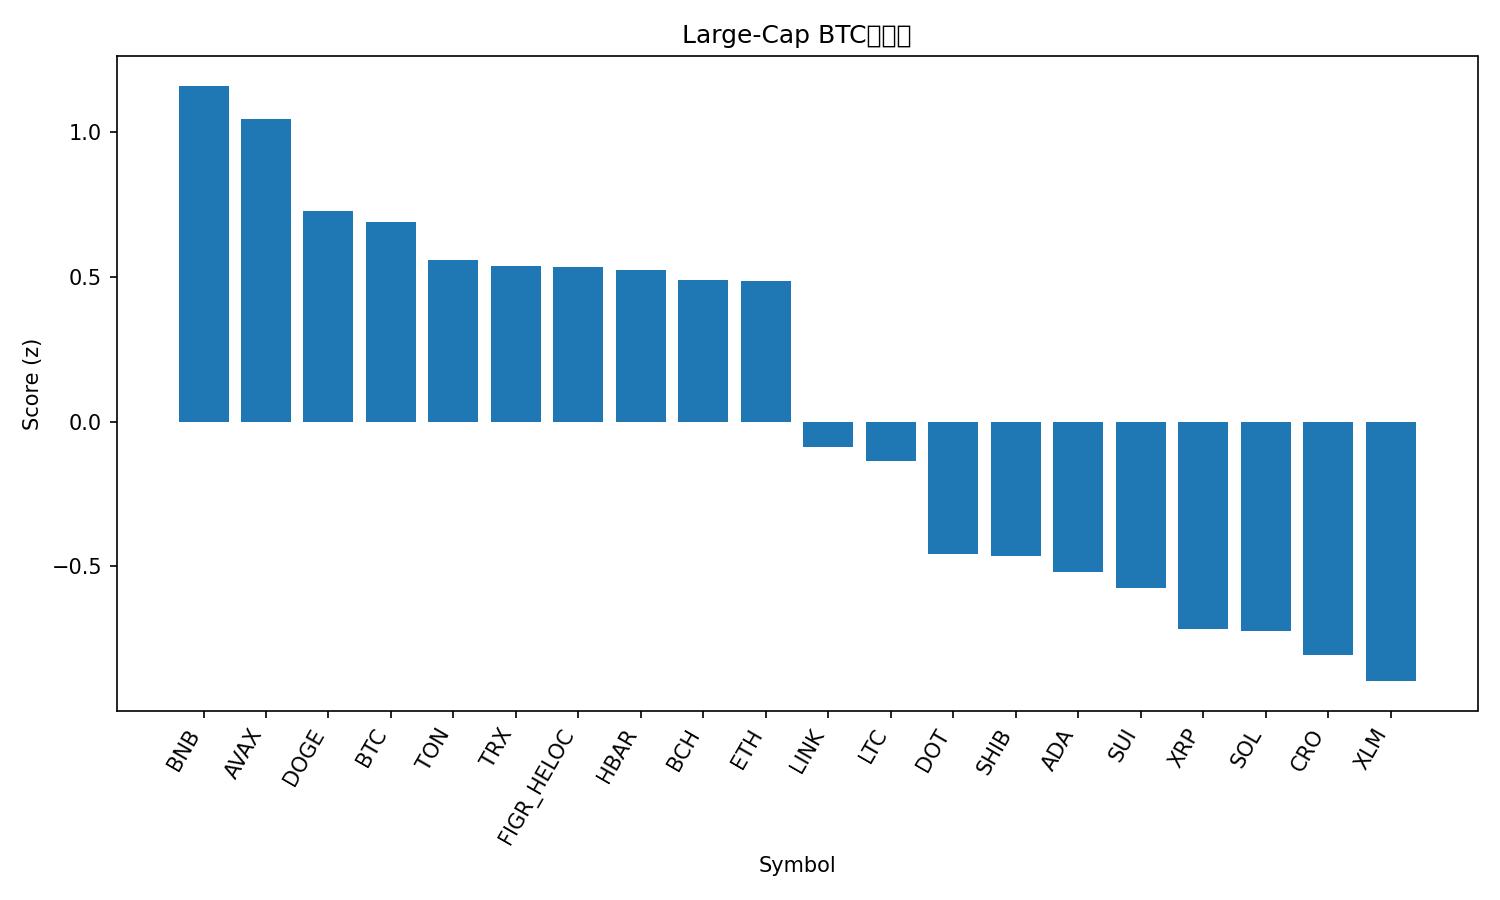 Large-Cap BTC
Score (z)
1.0
0.5
0.0
−0.5
BNB
AVAX
DOGE
BTC
TON
TRX
FIGR_HELOC
HBAR
BCH
ETH
LINK
LTC
DOT
SHIB
ADA
SUI
XRP
SOL
CRO
XLM
Symbol